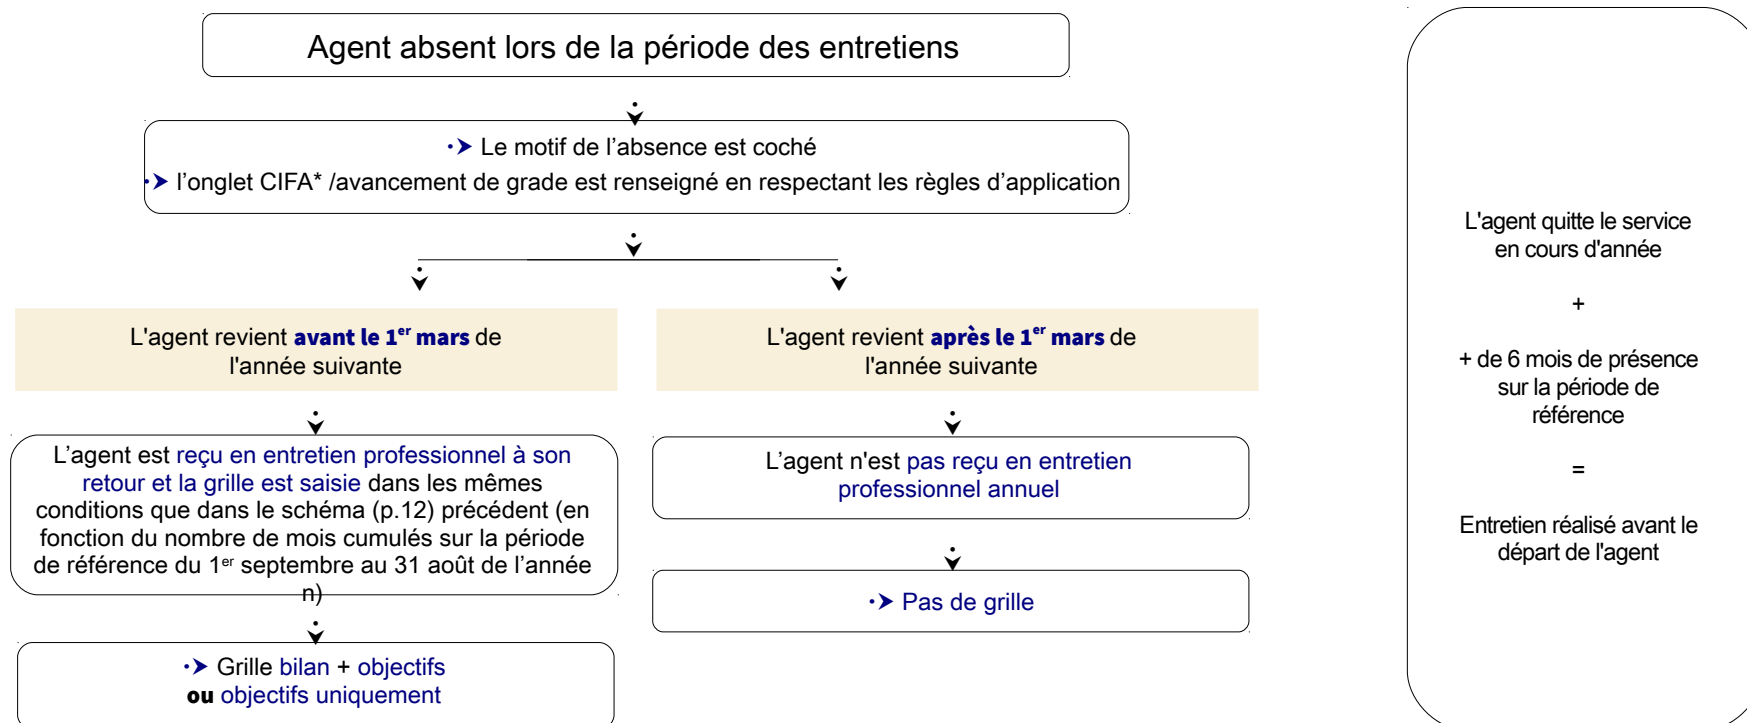 Agent absent lors de la période des entretiens
Le motif de l’absence est coché
l’onglet CIFA* /avancement de grade est renseigné en respectant les règles d’application
L'agent revient avant le 1er mars de
l'année suivante
L’agent est reçu en entretien professionnel à son
retour et la grille est saisie dans les mêmes
conditions que dans le schéma (p.12) précédent (en
fonction du nombre de mois cumulés sur la période
de référence du 1er septembre au 31 août de l’année
n)
Grille bilan + objectifs
ou objectifs uniquement
L'agent revient après le 1er mars de
l'année suivante
L’agent n'est pas reçu en entretien
professionnel annuel
Pas de grille
L'agent quitte le service
en cours d'année
+
+ de 6 mois de présence
sur la période de
référence
=
Entretien réalisé avant le
départ de l'agent